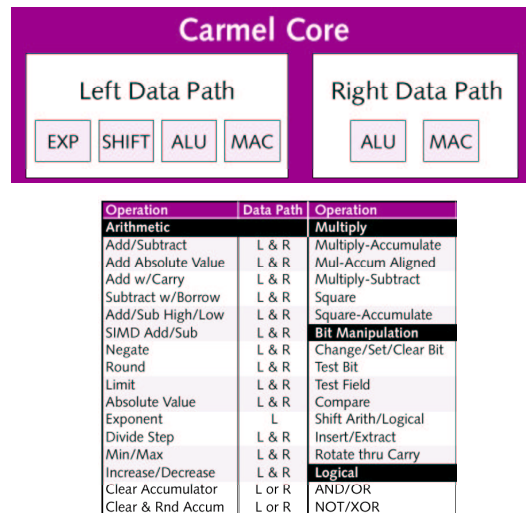 Carmel Core
Left Data Path
Right Data Path
EXP SHIFT ALU MAC
ALU MAC
Operation Data Path Operation
Arithmetic Multiply
Add/Subtract L & R Multiply-Accumulate
Add Absolute Value L & R Mul-Accum Aligned
Add w/Carry L & R Multiply-Subtract
Subtract w/Borrow L & R Square
Add/Sub High/Low L & R Square-Accumulate
SIMD Add/Sub L & R Bit Manipulation
Negate L & R Change/Set/Clear Bit
Round L & R Test Bit
Limit L & R Test Field
Absolute Value L & R Compare
Exponent L Shift Arith/Logical
Divide Step L & R Insert/Extract
Min/Max L & R Rotate thru Carry
Increase/Decrease L & R Logical
Clear Accumulator L or R AND/OR
Clear & Rnd Accum L or R NOT/XOR